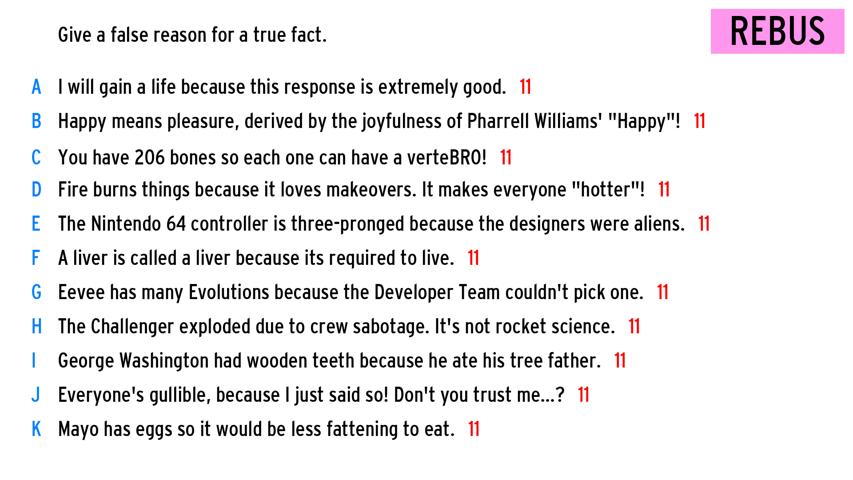 Give a false reason for a true fact.
REBUS
A I will gain a life because this response is extremely good. 11
B Happy means pleasure, derived by the joyfulness of Pharrell Williams' "Happy"! 11
C You have 206 bones so each one can have a verteBRO! 11
D Fire burns things because it loves makeovers. It makes everyone "hotter"! 11
E The Nintendo 64 controller is three-pronged because the designers were aliens. 11
F A liver is called a liver because its required to live. 11
G Eevee has many Evolutions because the Developer Team couldn't pick one. 11
H The Challenger exploded due to crew sabotage. It's not rocket science. 11
I George Washington had wooden teeth because he ate his tree father. 11
J Everyone's gullible, because I just said so! Don't you trust me...? 11
K Mayo has eggs so it would be less fattening to eat. 11